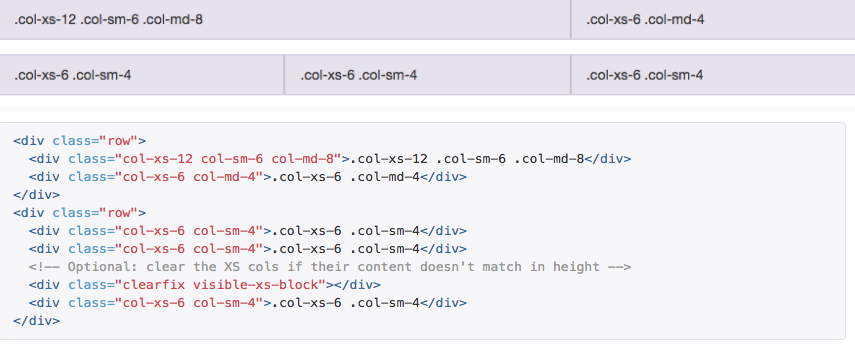 .col-xs-12 .col-sm-6 .col-md-8 .col-xs-6 .col-md-4
.col-xs-6 .col-sm-4 .col-xs-6 .col-sm-4 .col-xs-6 .col-sm-4
<div class="row">
  <div class="col-xs-12 col-sm-6 col-md-8">.col-xs-12 .col-sm-6 .col-md-8</div>
  <div class="col-xs-6 col-md-4">.col-xs-6 .col-md-4</div>
</div>
<div class="row">
  <div class="col-xs-6 col-sm-4">.col-xs-6 .col-sm-4</div>
  <div class="col-xs-6 col-sm-4">.col-xs-6 .col-sm-4</div>
  <!-- Optional: clear the XS cols if their content doesn't match in height -->
  <div class="clearfix visible-xs-block"></div>
  <div class="col-xs-6 col-sm-4">.col-xs-6 .col-sm-4</div>
</div>